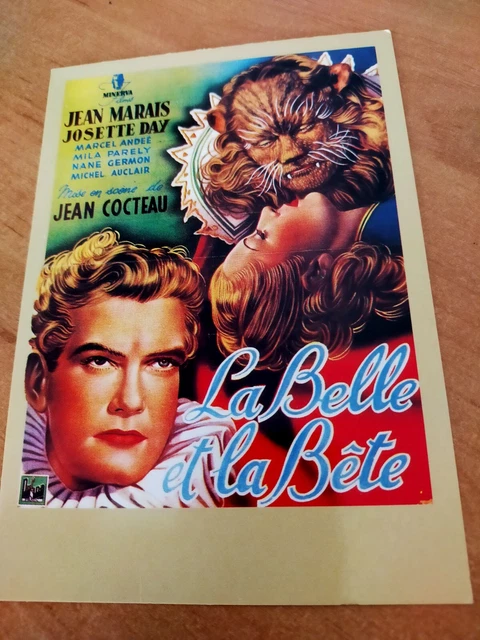 MINERVA
JEAN MARAIS
JOSETTE DAY
MARCEL ANDEÉ
MILA PARELY
NANE GERMON
MICHEL AUCLAIR
Mise en scène de
JEAN COCTEAU
La Belle
et la Bête